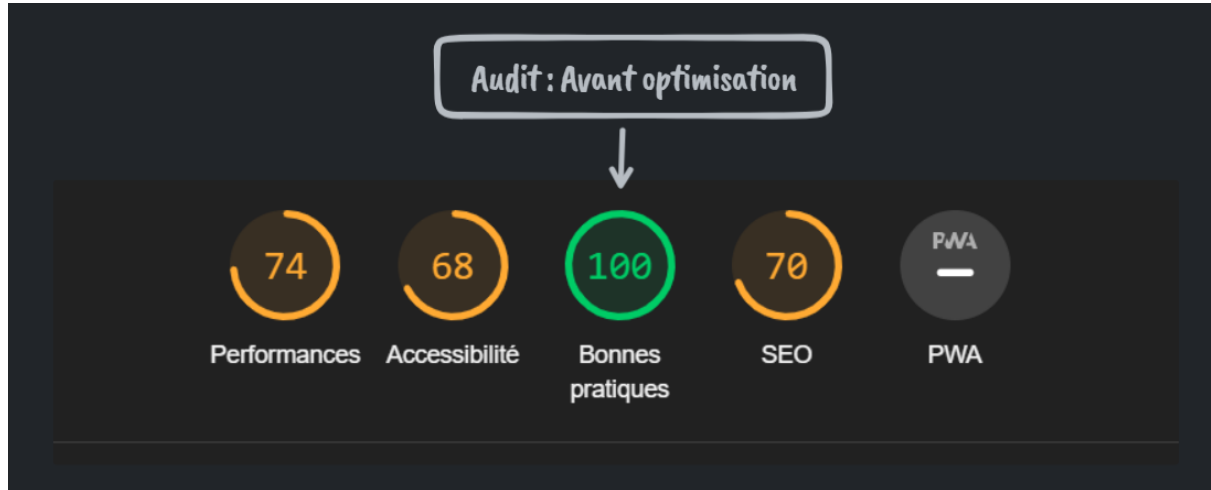 Audit : Avant optimisation
74
68
100
70
PWA
Performances
Accessibilité
Bonnes
pratiques
SEO
PWA